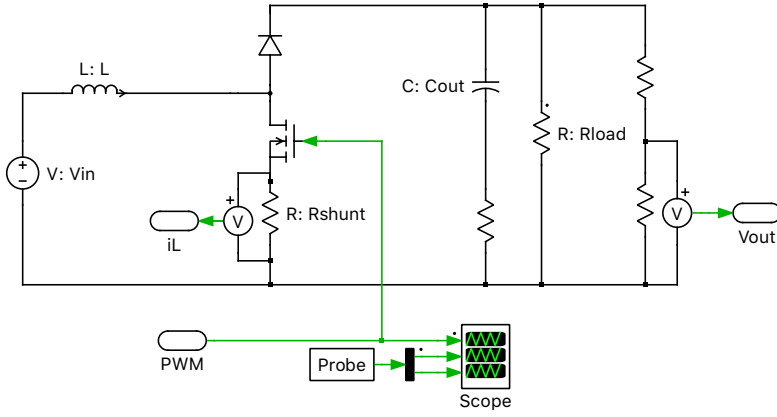 L: L
C: Cout
R: Rload
V: Vin
+
−
+
V
R: Rshunt
iL
+
V
Vout
PWM
Probe
Scope